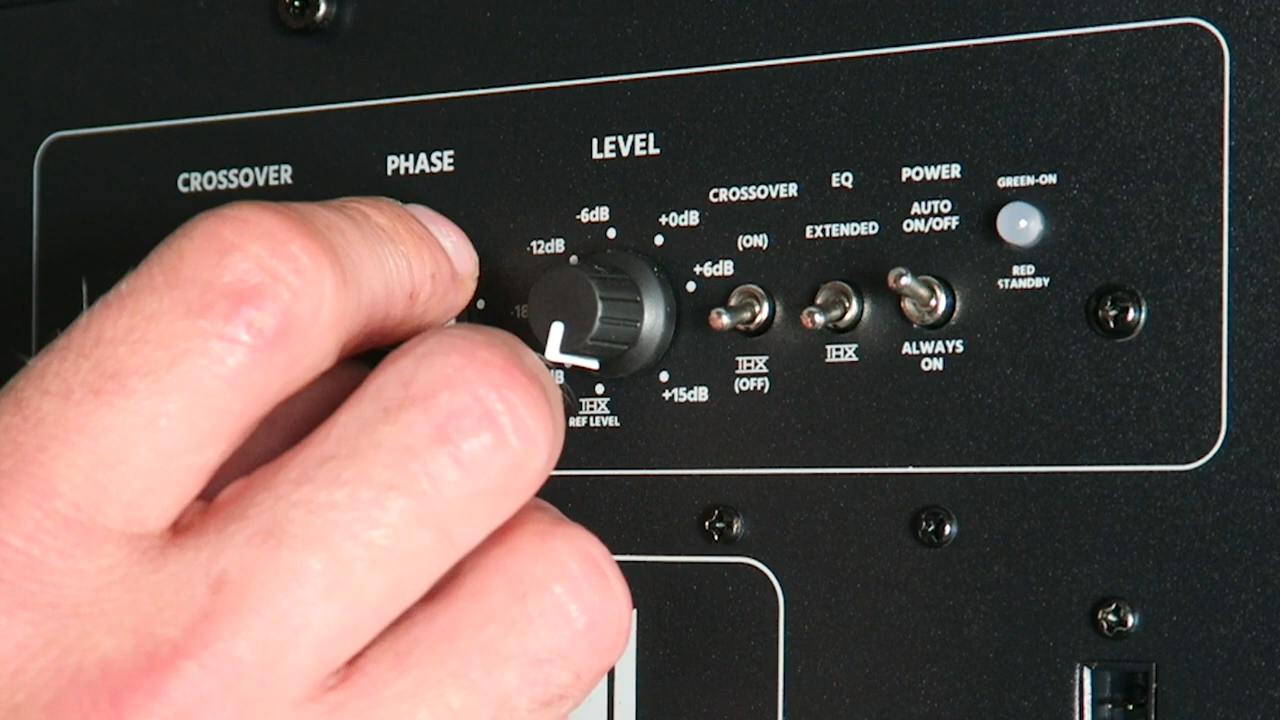 CROSSOVER
PHASE
LEVEL
-6dB
+0dB
-12dB
+6dB
-18
+15dB
THX
REF LEVEL
CROSSOVER
(ON)
THX
(OFF)
EQ
EXTENDED
THX
POWER
AUTO
ON/OFF
ALWAYS
ON
GREEN-ON
RED
STANDBY